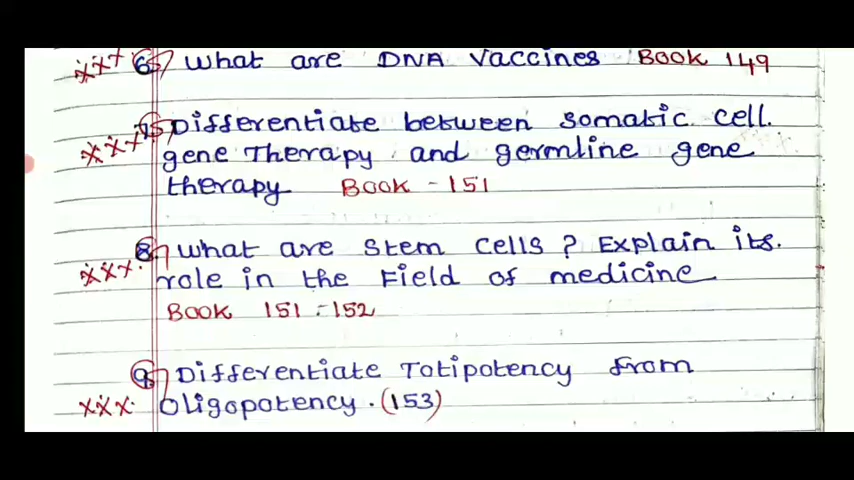 xxx 6) What are DNA Vaccines Book 149
7) Differentiate between Somatic cell
xxx gene Therapy and germline gene
therapy Book - 151
8) What are Stem cells ? Explain its
xxx role in the Field of medicine
Book 151 - 152
9) Differentiate Totipotency from
xxx Oligopotency . (153)